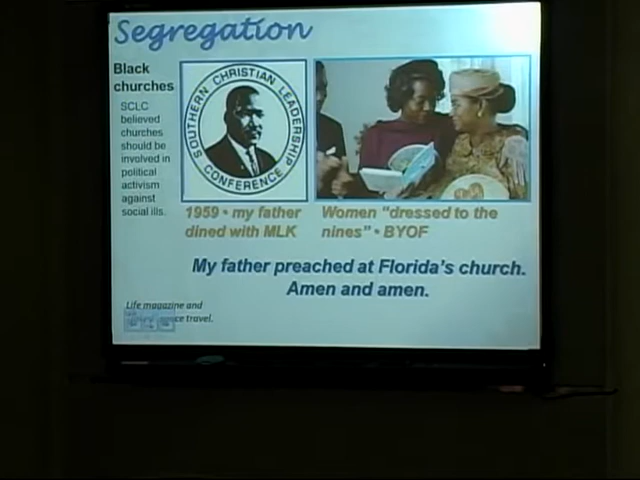 Segregation
Black
churches
SCLC
believed
churches
should be
involved in
political
activism
against
social ills.
SOUTHERN CHRISTIAN LEADERSHIP
CONFERENCE
1959 • my father
dined with MLK
Women "dressed to the
nines" • BYOF
My father preached at Florida's church.
Amen and amen.
Life magazine and
travel.